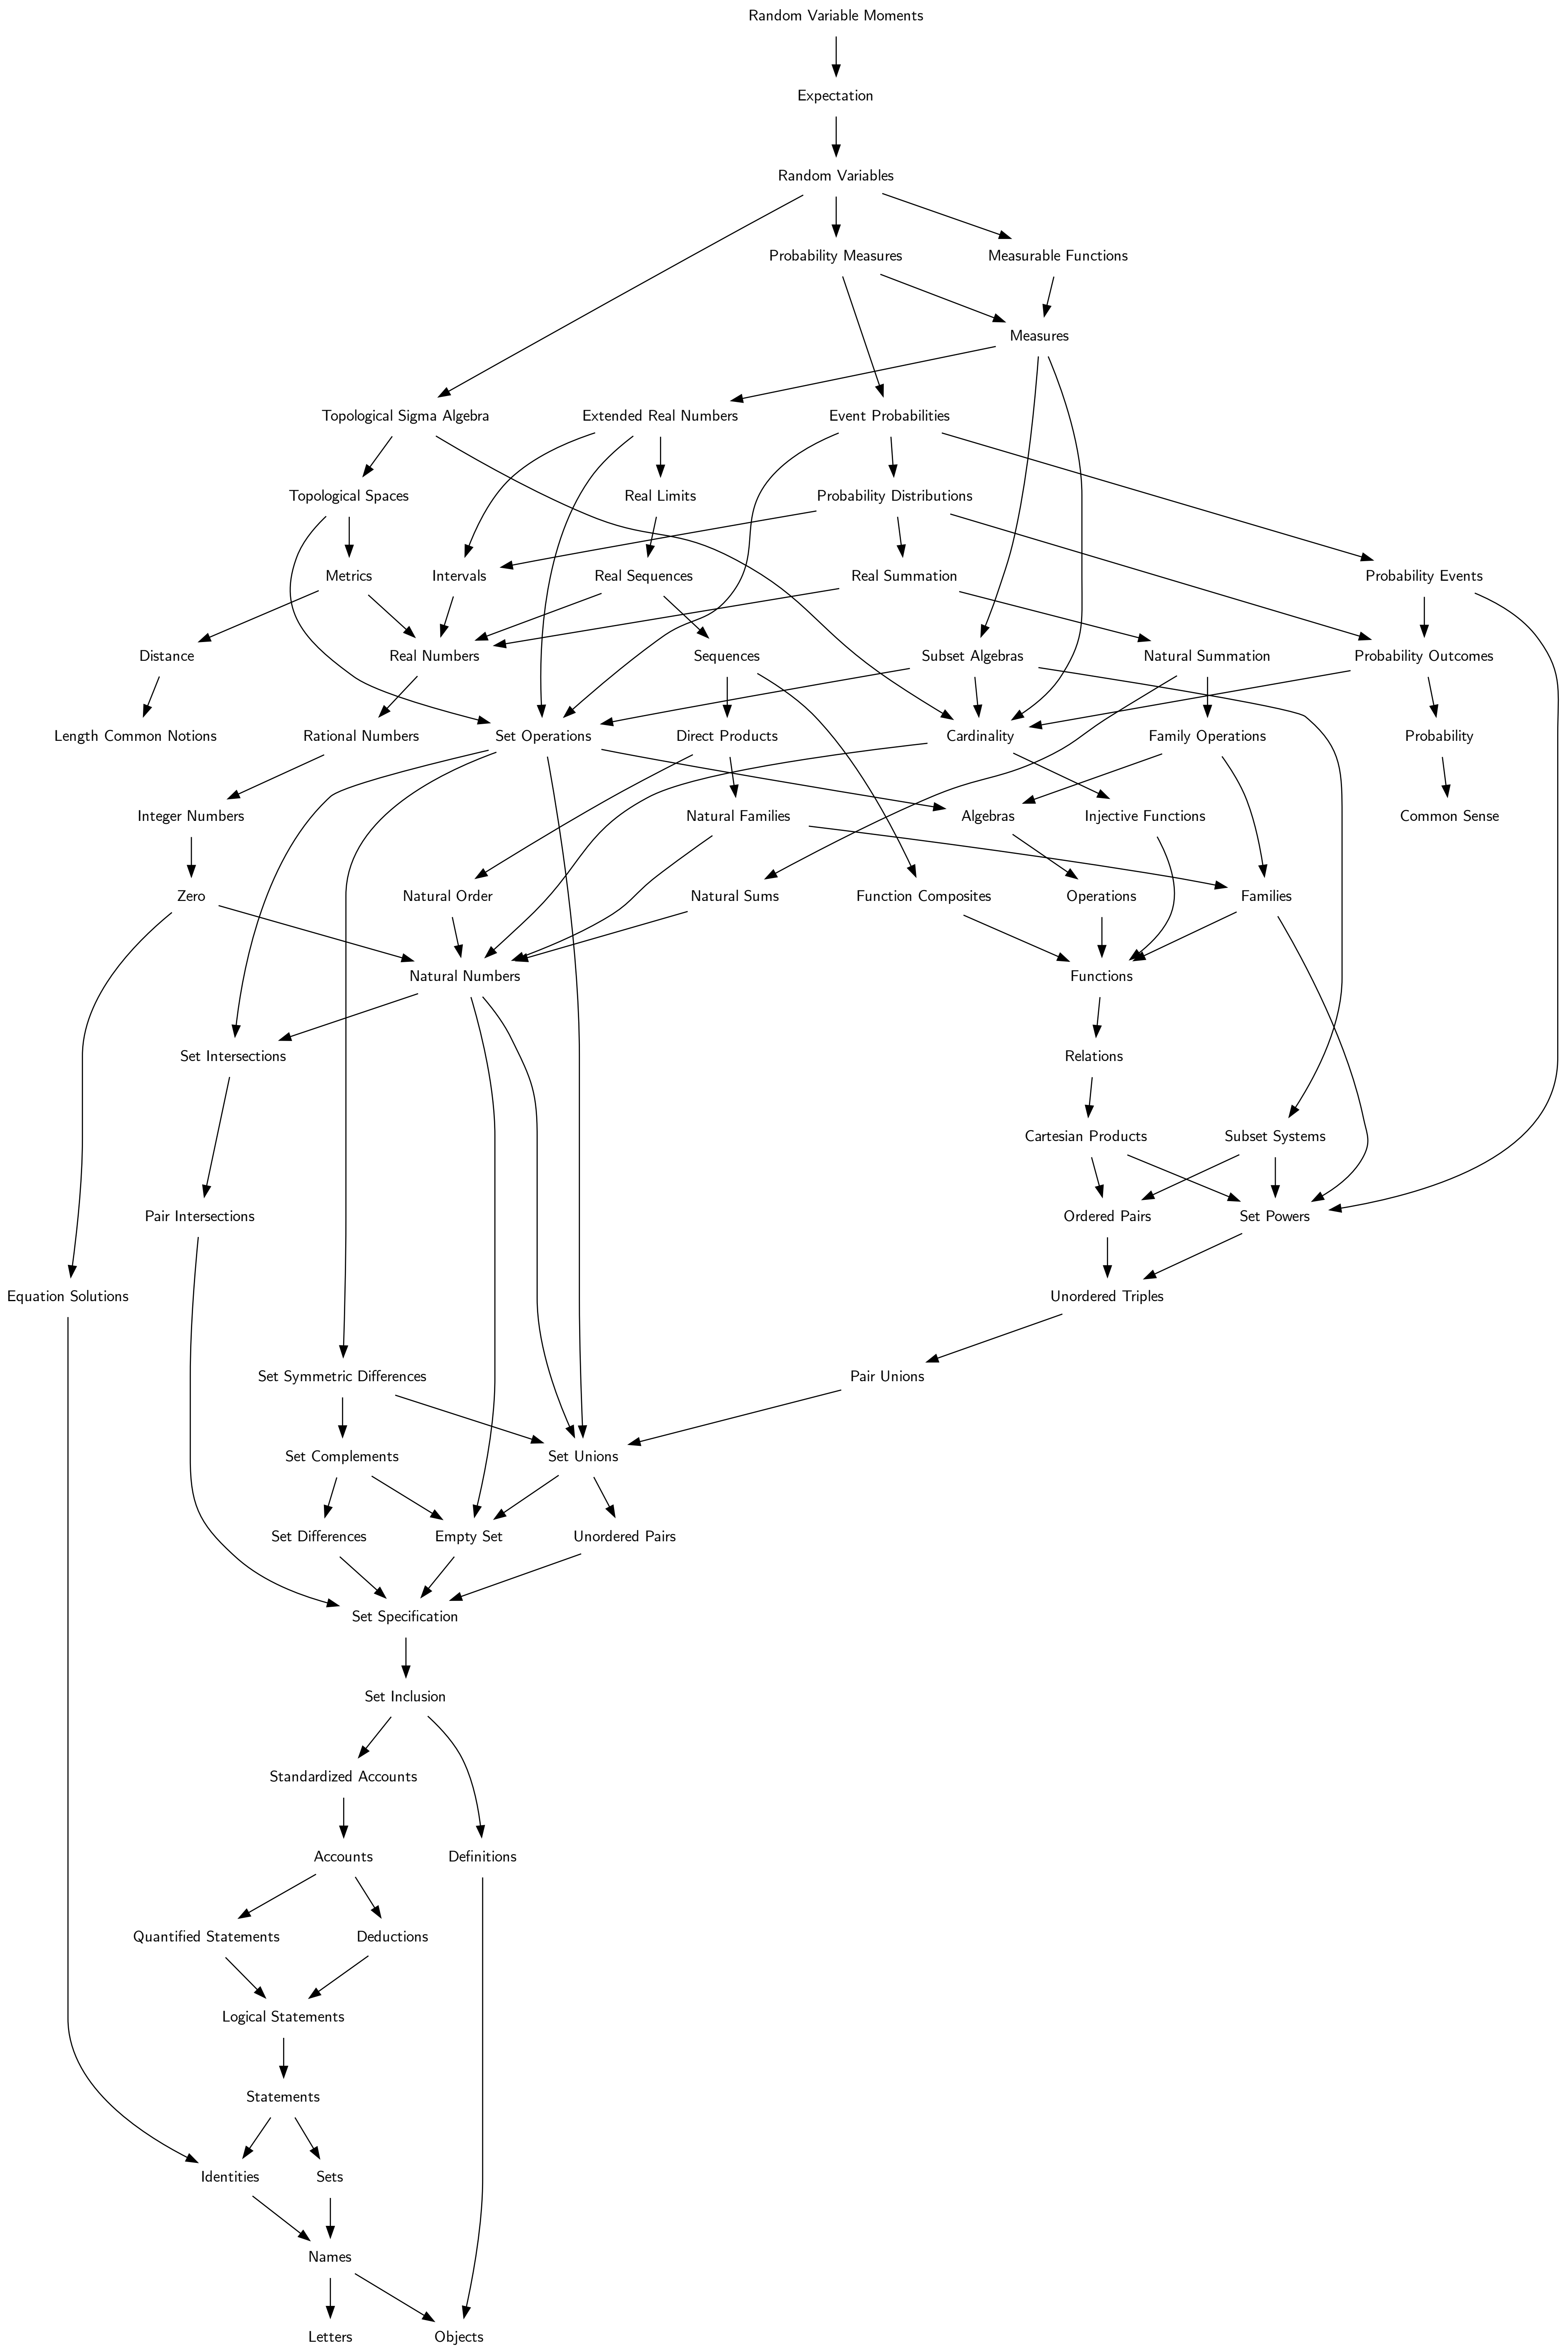 Random Variable Moments
Expectation
Random Variables
Probability Measures
Measurable Functions
Measures
Topological Sigma Algebra
Extended Real Numbers
Event Probabilities
Topological Spaces
Real Limits
Probability Distributions
Metrics
Intervals
Real Sequences
Real Summation
Probability Events
Distance
Real Numbers
Sequences
Subset Algebras
Natural Summation
Probability Outcomes
Length Common Notions
Rational Numbers
Set Operations
Direct Products
Cardinality
Family Operations
Probability
Integer Numbers
Natural Families
Algebras
Injective Functions
Common Sense
Zero
Natural Order
Natural Sums
Function Composites
Operations
Families
Natural Numbers
Functions
Set Intersections
Relations
Cartesian Products
Subset Systems
Pair Intersections
Ordered Pairs
Set Powers
Equation Solutions
Unordered Triples
Set Symmetric Differences
Pair Unions
Set Complements
Set Unions
Set Differences
Empty Set
Unordered Pairs
Set Specification
Set Inclusion
Standardized Accounts
Accounts
Definitions
Quantified Statements
Deductions
Logical Statements
Statements
Identities
Sets
Names
Letters
Objects